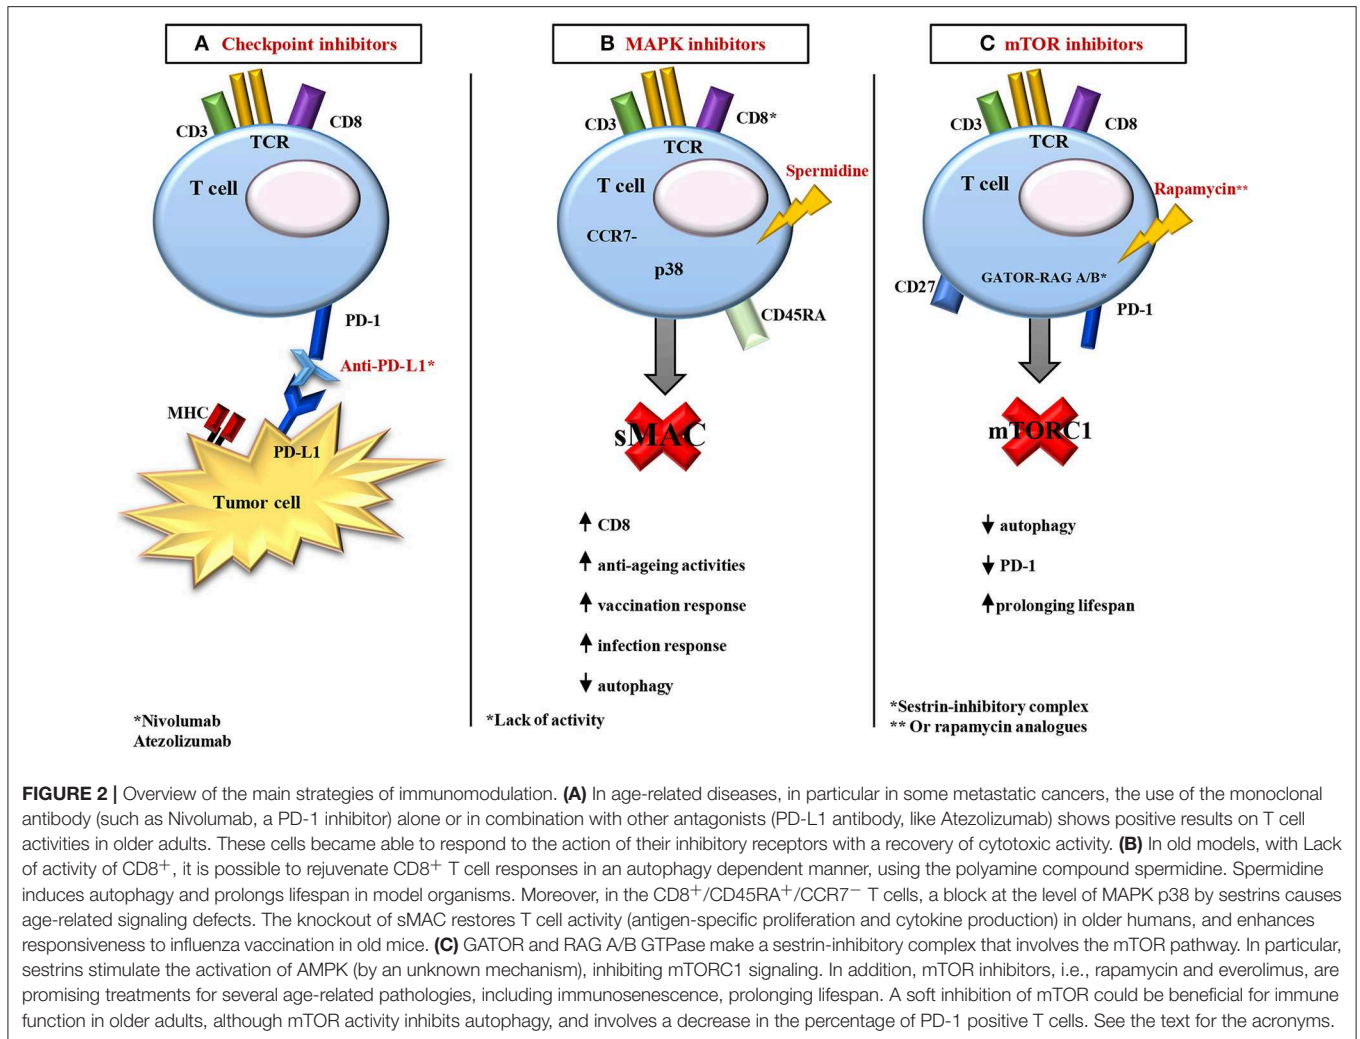 A Checkpoint inhibitors
CD3
TCR
CD8
T cell
PD-1
Anti-PD-L1*
MHC
PD-L1
Tumor cell
*Nivolumab
Atezolizumab
B MAPK inhibitors
CD3
TCR
CD8*
Spermidine
T cell
CCR7-
p38
CD45RA
sMAC
CD8
anti-ageing activities
vaccination response
infection response
autophagy
*Lack of activity
C mTOR inhibitors
CD3
TCR
CD8
T cell
Rapamycin**
GATOR-RAG A/B*
CD27
PD-1
mTORC1
autophagy
PD-1
prolonging lifespan
*Sestrin-inhibitory complex
** Or rapamycin analogues
FIGURE 2 | Overview of the main strategies of immunomodulation. (A) In age-related diseases, in particular in some metastatic cancers, the use of the monoclonal
antibody (such as Nivolumab, a PD-1 inhibitor) alone or in combination with other antagonists (PD-L1 antibody, like Atezolizumab) shows positive results on T cell
activities in older adults. These cells became able to respond to the action of their inhibitory receptors with a recovery of cytotoxic activity. (B) In old models, with Lack
of activity of CD8+, it is possible to rejuvenate CD8+ T cell responses in an autophagy dependent manner, using the polyamine compound spermidine. Spermidine
induces autophagy and prolongs lifespan in model organisms. Moreover, in the CD8+/CD45RA+/CCR7− T cells, a block at the level of MAPK p38 by sestrins causes
age-related signaling defects. The knockout of sMAC restores T cell activity (antigen-specific proliferation and cytokine production) in older humans, and enhances
responsiveness to influenza vaccination in old mice. (C) GATOR and RAG A/B GTPase make a sestrin-inhibitory complex that involves the mTOR pathway. In particular,
sestrins stimulate the activation of AMPK (by an unknown mechanism), inhibiting mTORC1 signaling. In addition, mTOR inhibitors, i.e., rapamycin and everolimus, are
promising treatments for several age-related pathologies, including immunosenescence, prolonging lifespan. A soft inhibition of mTOR could be beneficial for immune
function in older adults, although mTOR activity inhibits autophagy, and involves a decrease in the percentage of PD-1 positive T cells. See the text for the acronyms.